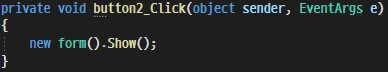 private void button2_Click(object sender, EventArgs e)
{
    new form().Show();
}